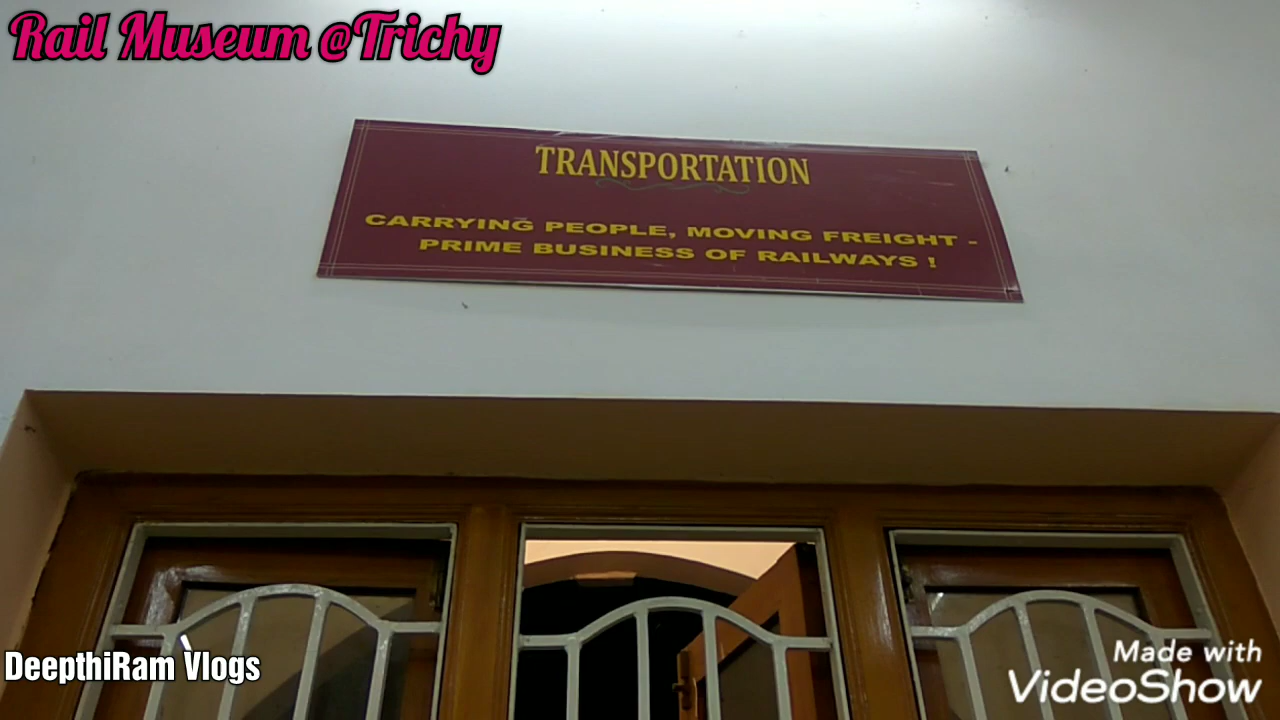 Rail Museum @Trichy
TRANSPORTATION
CARRYING PEOPLE, MOVING FREIGHT -
PRIME BUSINESS OF RAILWAYS !
DeepthiRam Vlogs
Made with
VideoShow